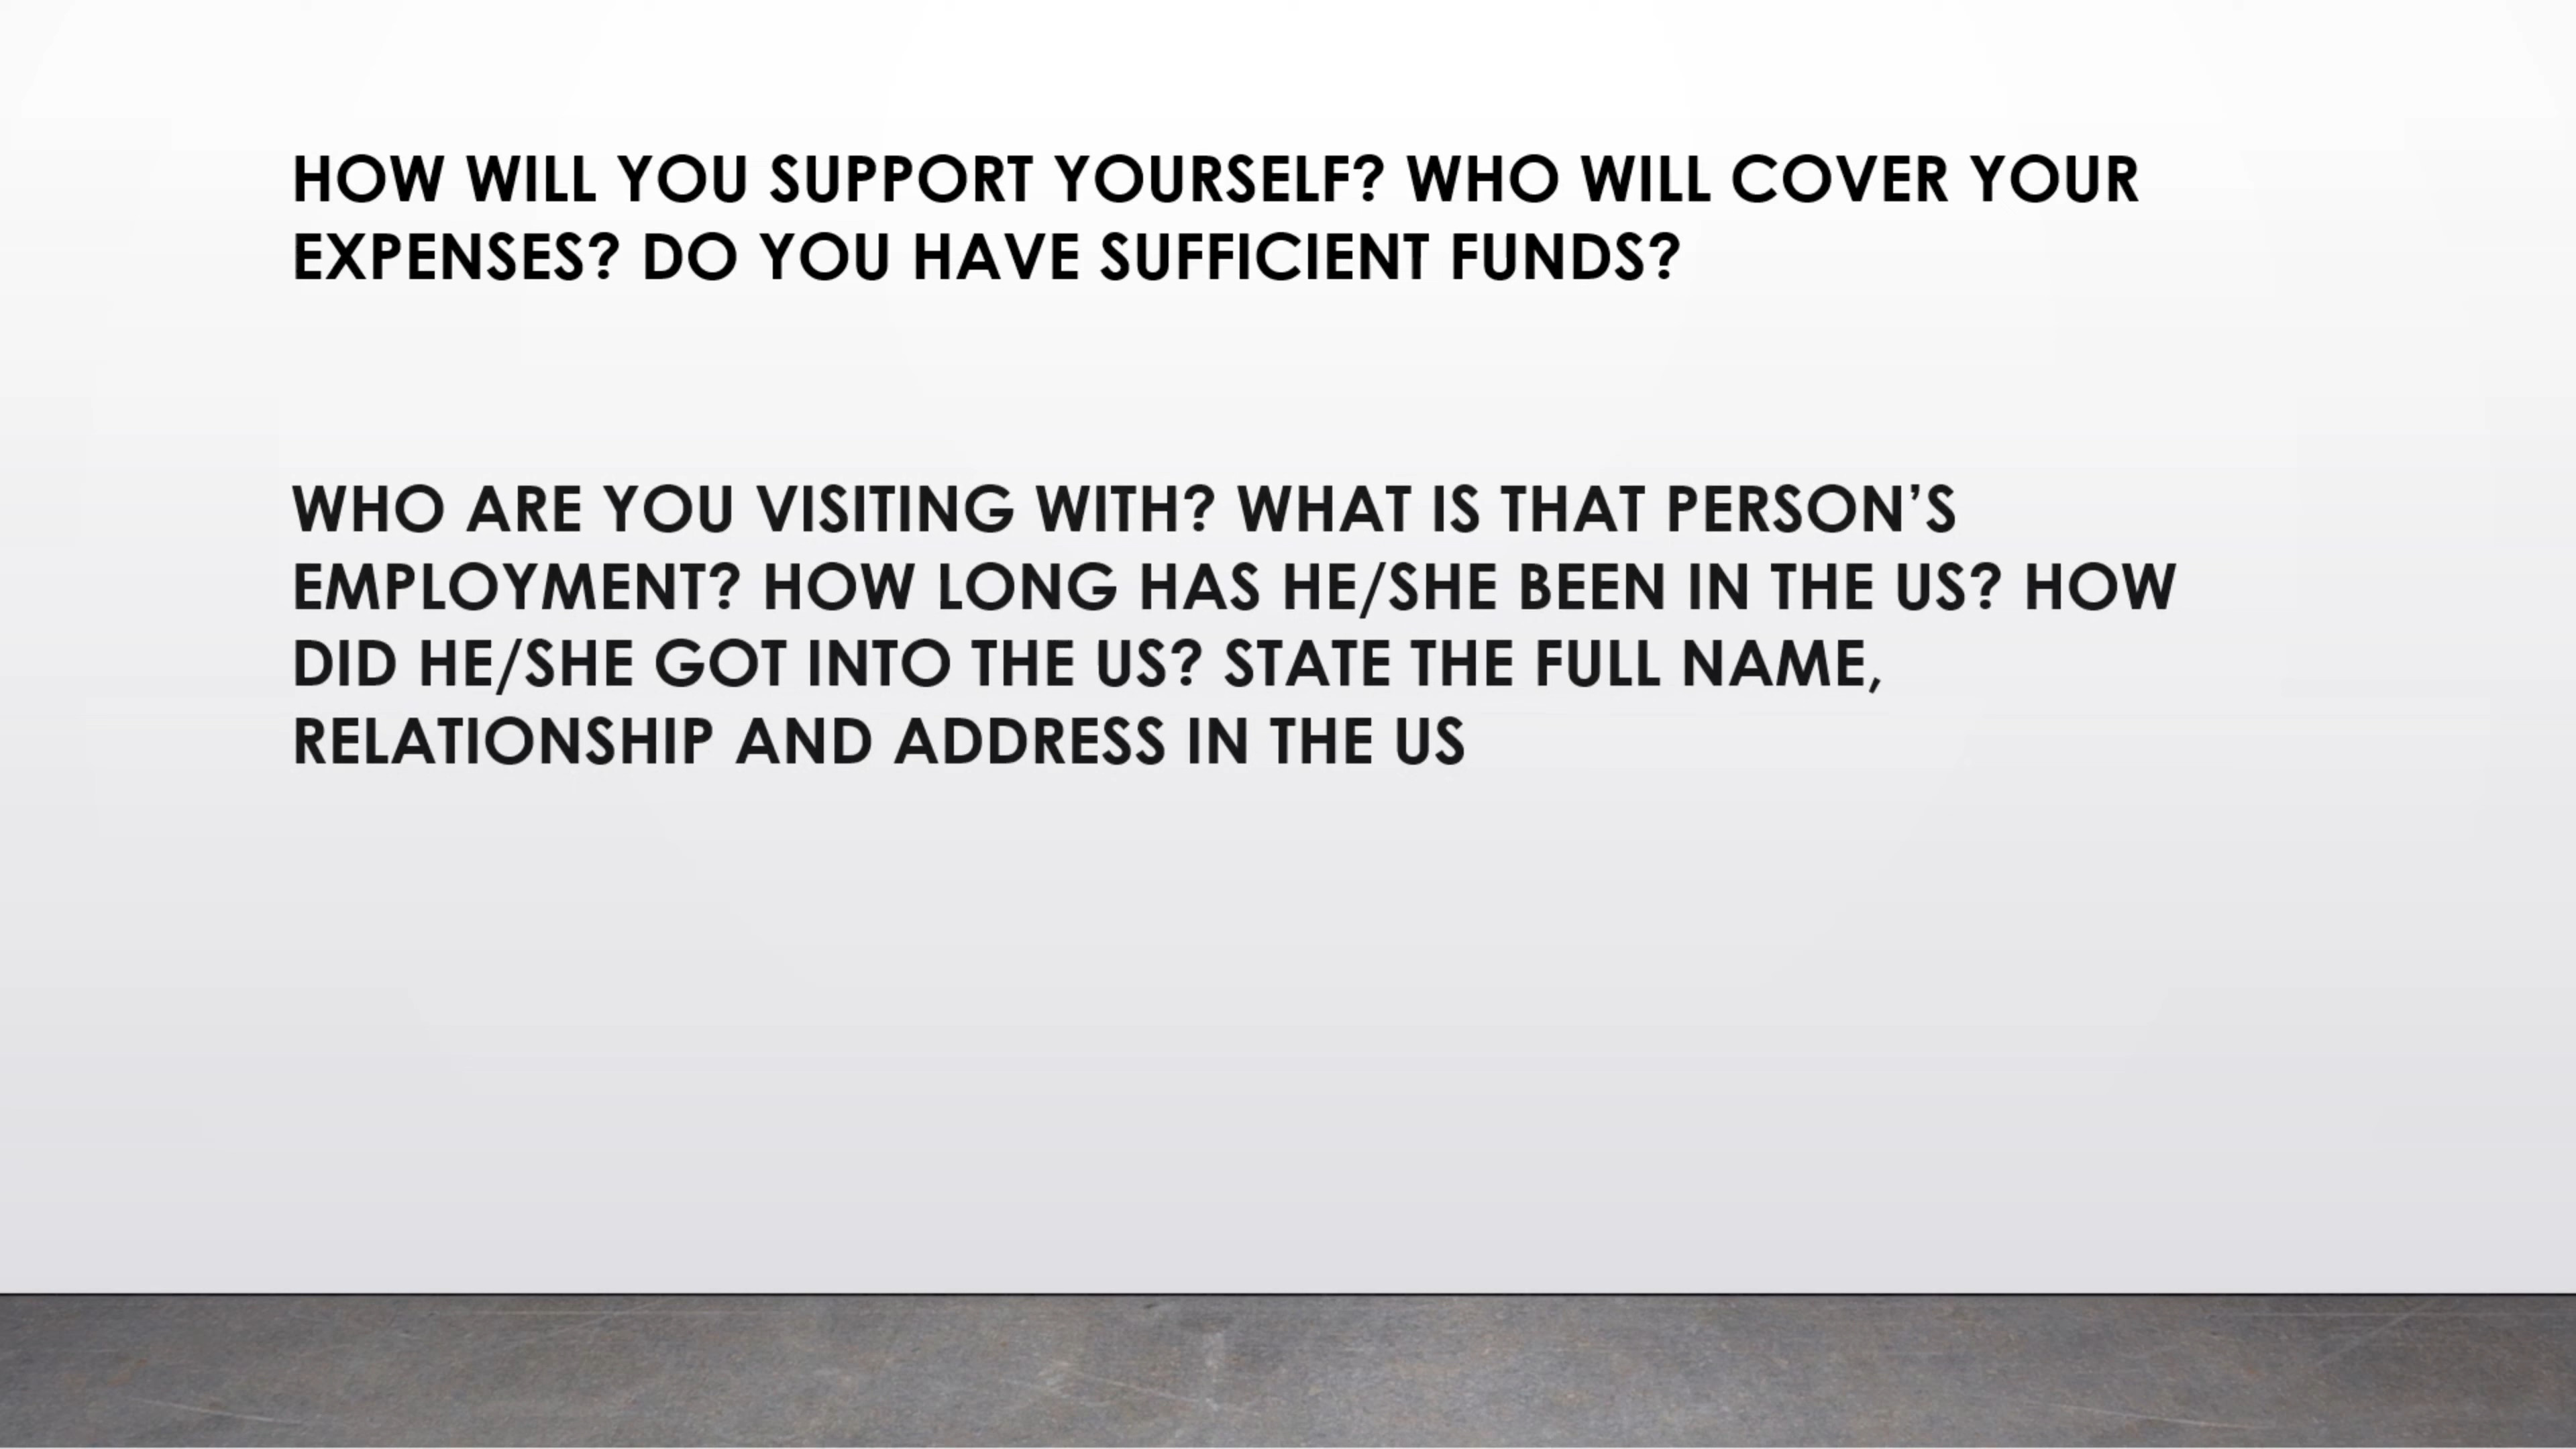 HOW WILL YOU SUPPORT YOURSELF? WHO WILL COVER YOUR
EXPENSES? DO YOU HAVE SUFFICIENT FUNDS?
WHO ARE YOU VISITING WITH? WHAT IS THAT PERSON’S
EMPLOYMENT? HOW LONG HAS HE/SHE BEEN IN THE US? HOW
DID HE/SHE GOT INTO THE US? STATE THE FULL NAME,
RELATIONSHIP AND ADDRESS IN THE US